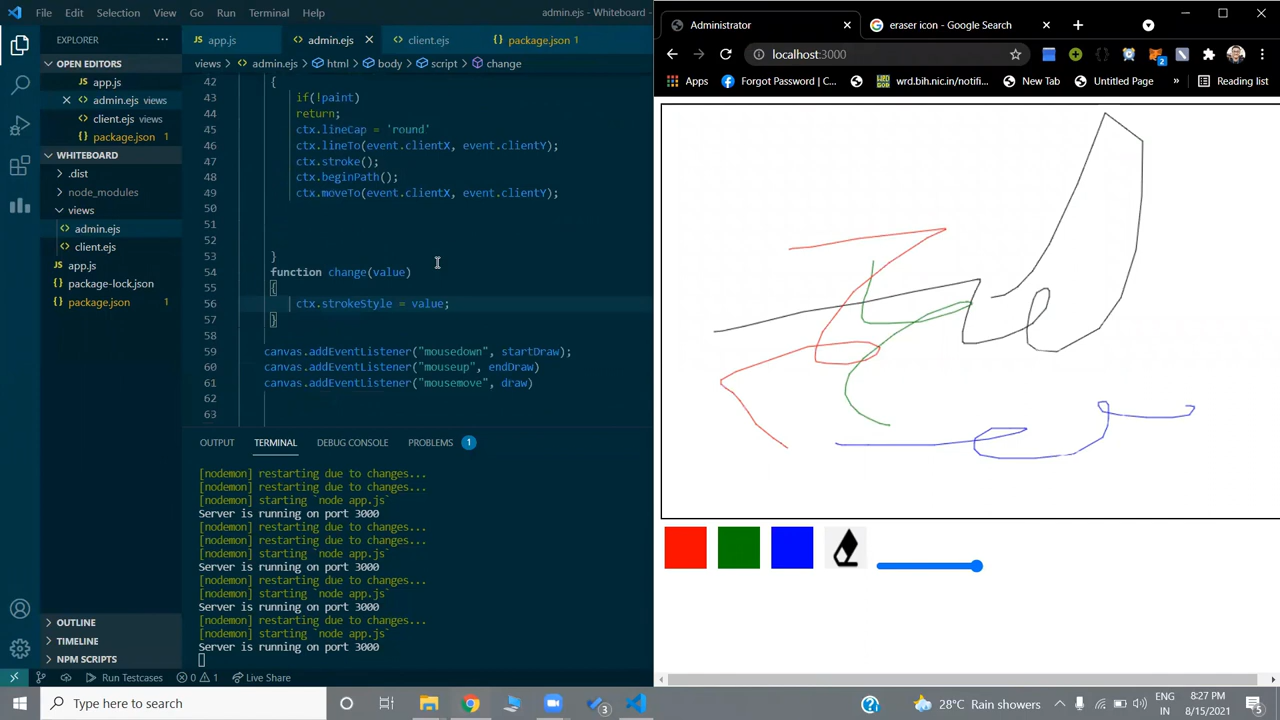 File Edit Selection View Go Run Terminal Help admin.ejs - Whiteboard
EXPLORER
OPEN EDITORS
app.js
admin.ejs views
client.ejs views
package.json 1
WHITEBOARD
.dist
node_modules
views
admin.ejs
client.ejs
app.js
package-lock.json
package.json 1
OUTLINE
TIMELINE
NPM SCRIPTS
app.js admin.ejs client.ejs package.json 1
views > admin.ejs > html > body > script > change
42 {
43 if(!paint)
44 return;
45 ctx.lineCap = 'round'
46 ctx.lineTo(event.clientX, event.clientY);
47 ctx.stroke();
48 ctx.beginPath();
49 ctx.moveTo(event.clientX, event.clientY);
50
51
52
53 }
54 function change(value)
55 {
56 ctx.strokeStyle = value;
57 }
58
59 canvas.addEventListener("mousedown", startDraw);
60 canvas.addEventListener("mouseup", endDraw)
61 canvas.addEventListener("mousemove", draw)
62
63
OUTPUT TERMINAL DEBUG CONSOLE PROBLEMS 1
[nodemon] restarting due to changes...
[nodemon] restarting due to changes...
[nodemon] starting `node app.js`
Server is running on port 3000
[nodemon] restarting due to changes...
[nodemon] restarting due to changes...
[nodemon] starting `node app.js`
Server is running on port 3000
[nodemon] restarting due to changes...
[nodemon] starting `node app.js`
Server is running on port 3000
[nodemon] restarting due to changes...
[nodemon] starting `node app.js`
Server is running on port 3000
Run Testcases 0 1 Live Share
Administrator eraser icon - Google Search
localhost:3000
Apps Forgot Password | C... wrd.bih.nic.in/notifi... New Tab Untitled Page » Reading list
Type here to search
3
28°C Rain showers
ENG
IN
8:27 PM
8/15/2021
5